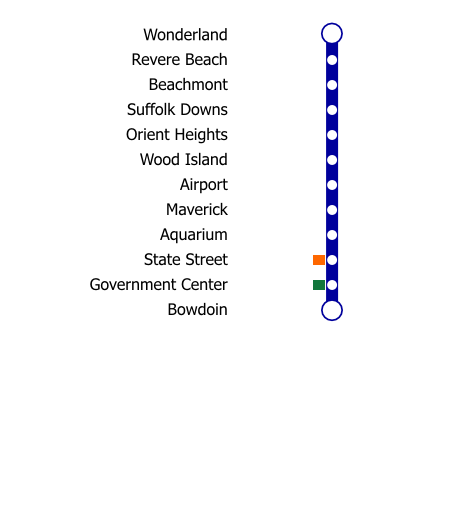 Wonderland
Revere Beach
Beachmont
Suffolk Downs
Orient Heights
Wood Island
Airport
Maverick
Aquarium
State Street
Government Center
Bowdoin